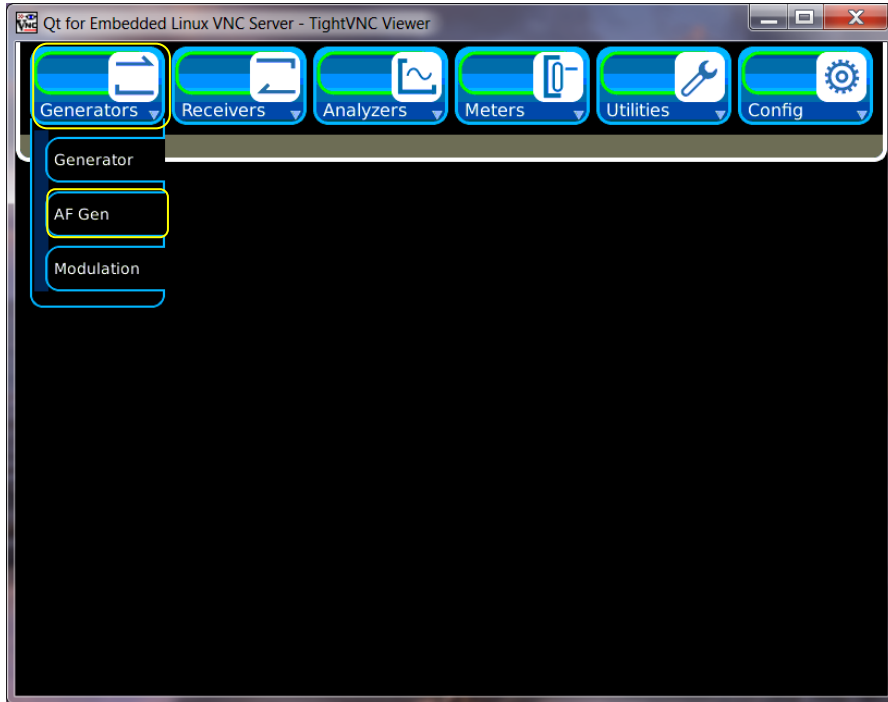 Qt for Embedded Linux VNC Server - TightVNC Viewer
Generators Receivers Analyzers Meters Utilities Config
Generator
AF Gen
Modulation